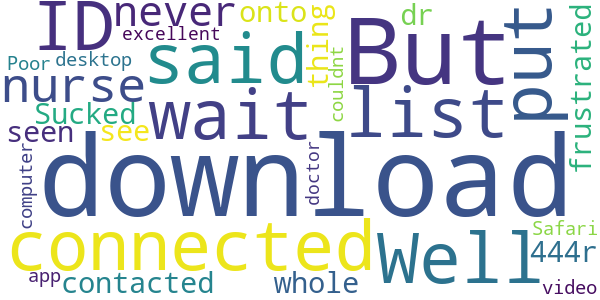 ID never onto dr
excellent
But put thing
said
Poor desktop
nurse wait list
Sucked couldnt frustrated
seen see
download
computer doctor
connected Well
Safari
444r
app contacted whole video